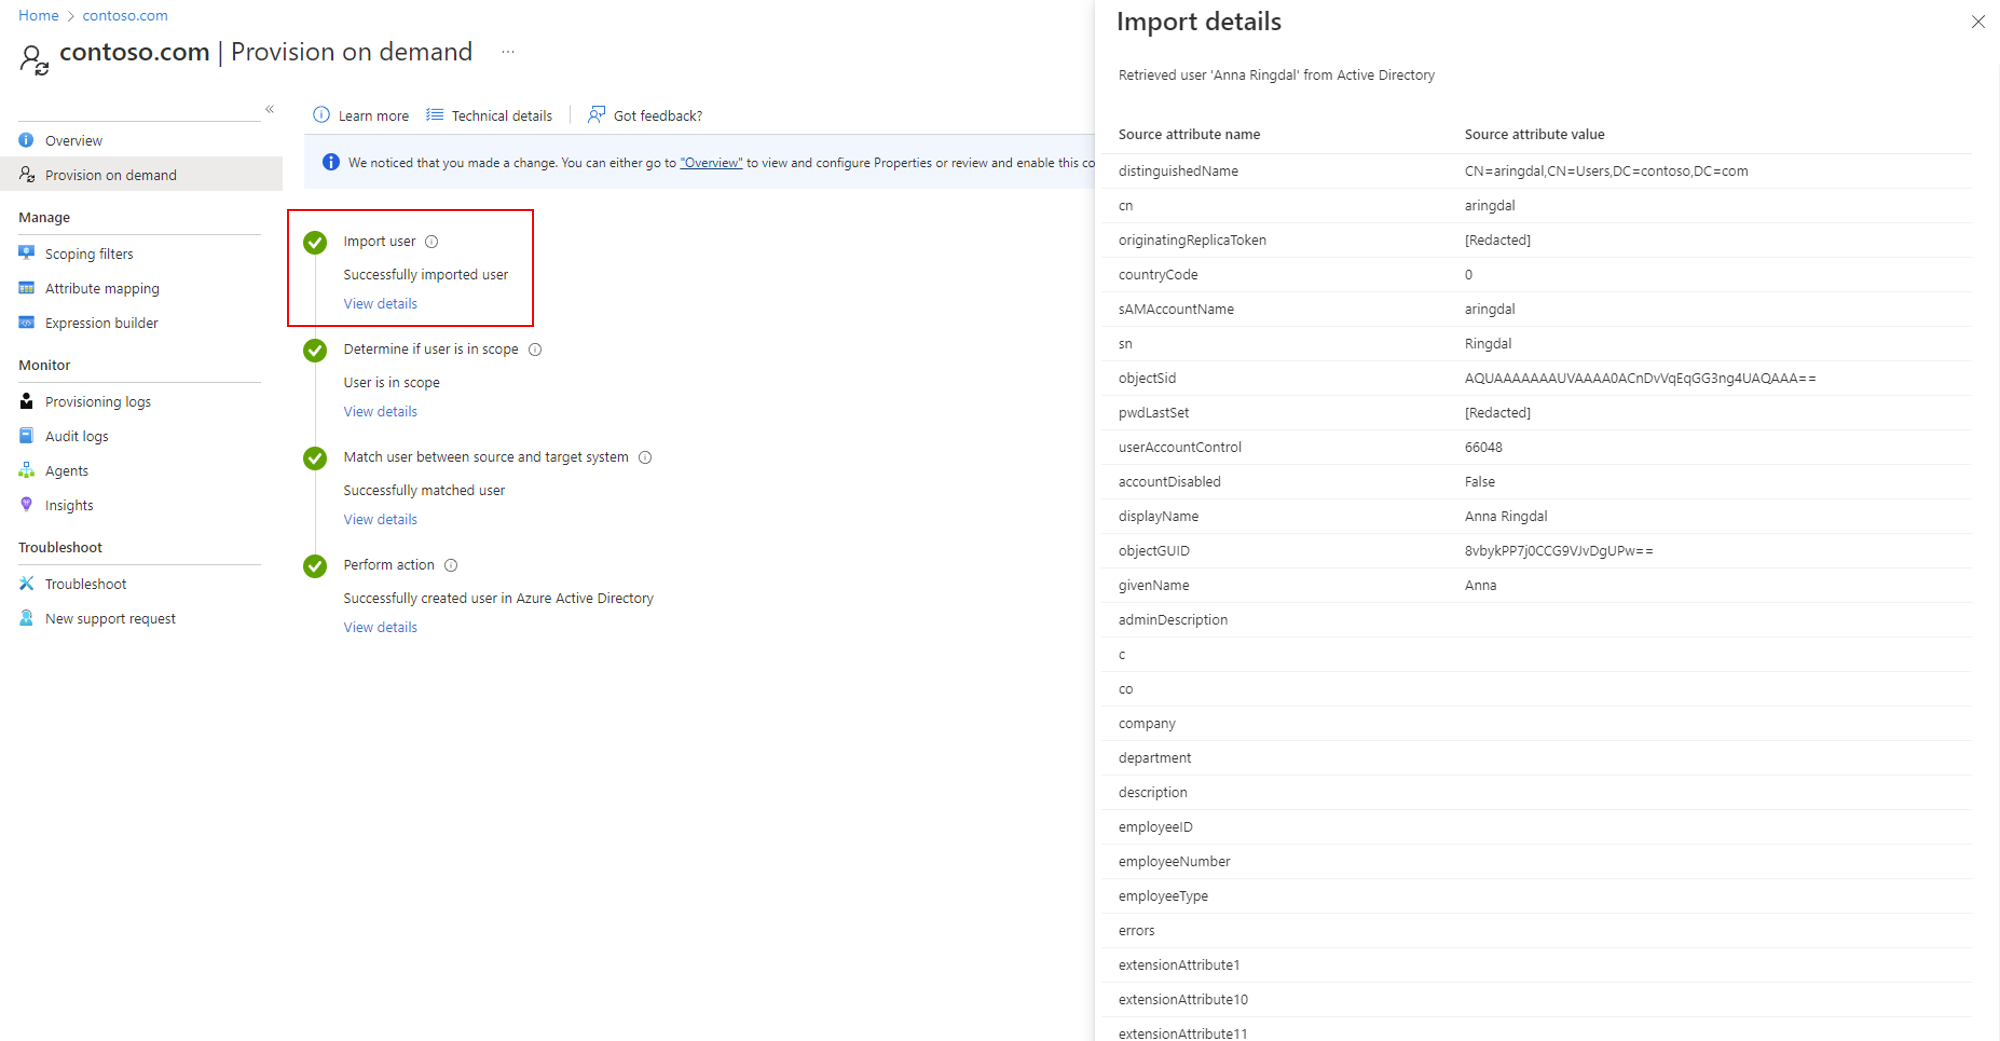 Home > contoso.com
contoso.com | Provision on demand ...
«
Overview
Provision on demand
Manage
Scoping filters
Attribute mapping
Expression builder
Monitor
Provisioning logs
Audit logs
Agents
Insights
Troubleshoot
Troubleshoot
New support request
Learn more
Technical details
Got feedback?
We noticed that you made a change. You can either go to "Overview" to view and configure Properties or review and enable this co
Import user
Successfully imported user
View details
Determine if user is in scope
User is in scope
View details
Match user between source and target system
Successfully matched user
View details
Perform action
Successfully created user in Azure Active Directory
View details
Import details
Retrieved user 'Anna Ringdal' from Active Directory
Source attribute name Source attribute value
distinguishedName CN=aringdal,CN=Users,DC=contoso,DC=com
cn aringdal
originatingReplicaToken [Redacted]
countryCode 0
sAMAccountName aringdal
sn Ringdal
objectSid AQUAAAAAAAUVAAAA0ACnDvVqEqGG3ng4UAQAAA==
pwdLastSet [Redacted]
userAccountControl 66048
accountDisabled False
displayName Anna Ringdal
objectGUID 8vbykPP7j0CCG9VJvDgUPw==
givenName Anna
adminDescription
c
co
company
department
description
employeeID
employeeNumber
employeeType
errors
extensionAttribute1
extensionAttribute10
extensionAttribute11